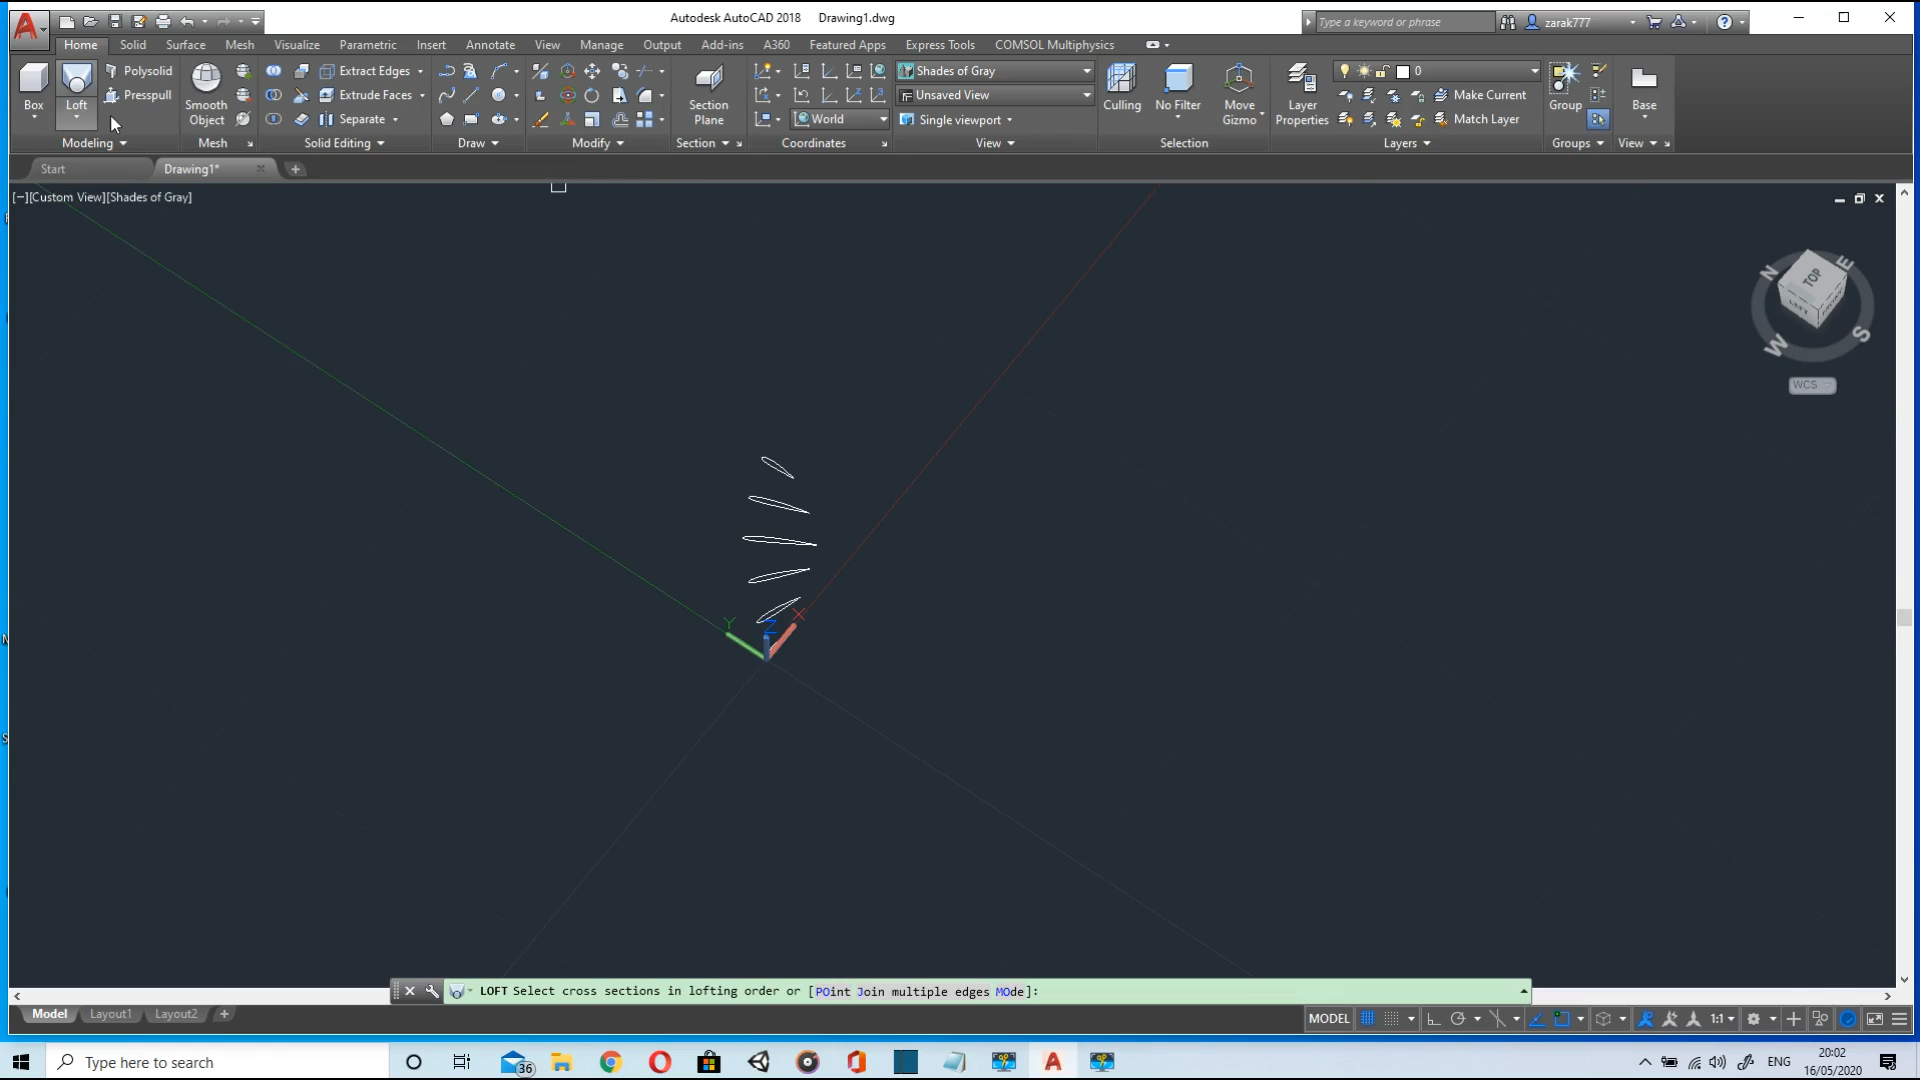 Autodesk AutoCAD 2018 Drawing1.dwg
Type a keyword or phrase
zarak777
Home Solid Surface Mesh Visualize Parametric Insert Annotate View Manage Output Add-ins A360 Featured Apps Express Tools COMSOL Multiphysics
Box
Loft
Polysolid
Presspull
Modeling
Smooth
Object
Mesh
Extract Edges
Extrude Faces
Separate
Solid Editing
Draw
Modify
Section
Plane
Section
World
Coordinates
Shades of Gray
Unsaved View
Single viewport
View
Culling
No Filter
Move
Gizmo
Selection
Layer
Properties
0
Make Current
Match Layer
Layers
Group
Groups
Base
View
Start
Drawing1*
[−][Custom View][Shades of Gray]
N
E
TOP
LEFT
W
S
WCS
Y
Z
X
LOFT Select cross sections in lofting order or [POint Join multiple edges MOde]:
Model Layout1 Layout2
MODEL
1:1
Type here to search
36
ENG
20:02
16/05/2020